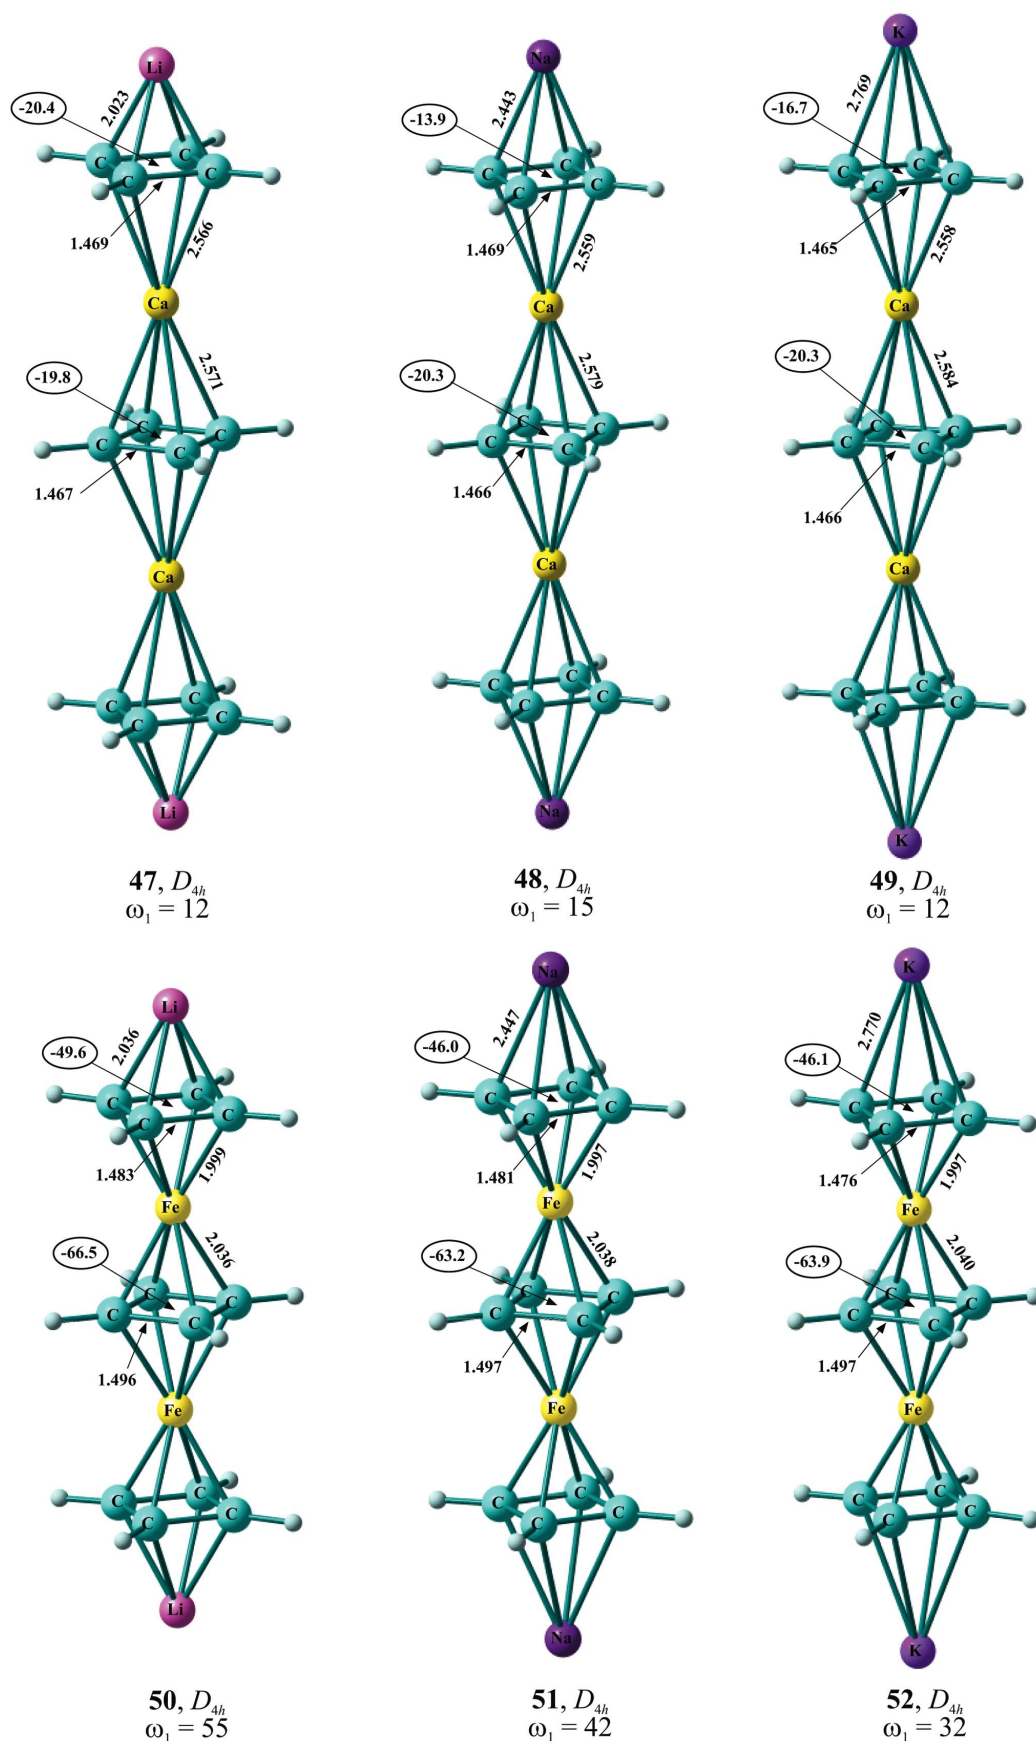 Li
2.023
-20.4
C
C
C
C
1.469
2.566
Ca
2.571
-19.8
C
C
C
C
1.467
Ca
C
C
C
C
Li
47, D4h
ω1 = 12
Na
2.443
-13.9
C
C
C
C
1.469
2.559
Ca
2.579
-20.3
C
C
C
C
1.466
Ca
C
C
C
C
Na
48, D4h
ω1 = 15
K
2.769
-16.7
C
C
C
C
1.465
2.558
Ca
2.584
-20.3
C
C
C
C
1.466
Ca
C
C
C
C
K
49, D4h
ω1 = 12
Li
2.036
-49.6
C
C
C
C
1.483
1.999
Fe
2.036
-66.5
C
C
C
C
1.496
Fe
C
C
C
C
Li
50, D4h
ω1 = 55
Na
2.447
-46.0
C
C
C
C
1.481
1.997
Fe
2.038
-63.2
C
C
C
C
1.497
Fe
C
C
C
C
Na
51, D4h
ω1 = 42
K
2.770
-46.1
C
C
C
C
1.476
1.997
Fe
2.040
-63.9
C
C
C
C
1.497
Fe
C
C
C
C
K
52, D4h
ω1 = 32